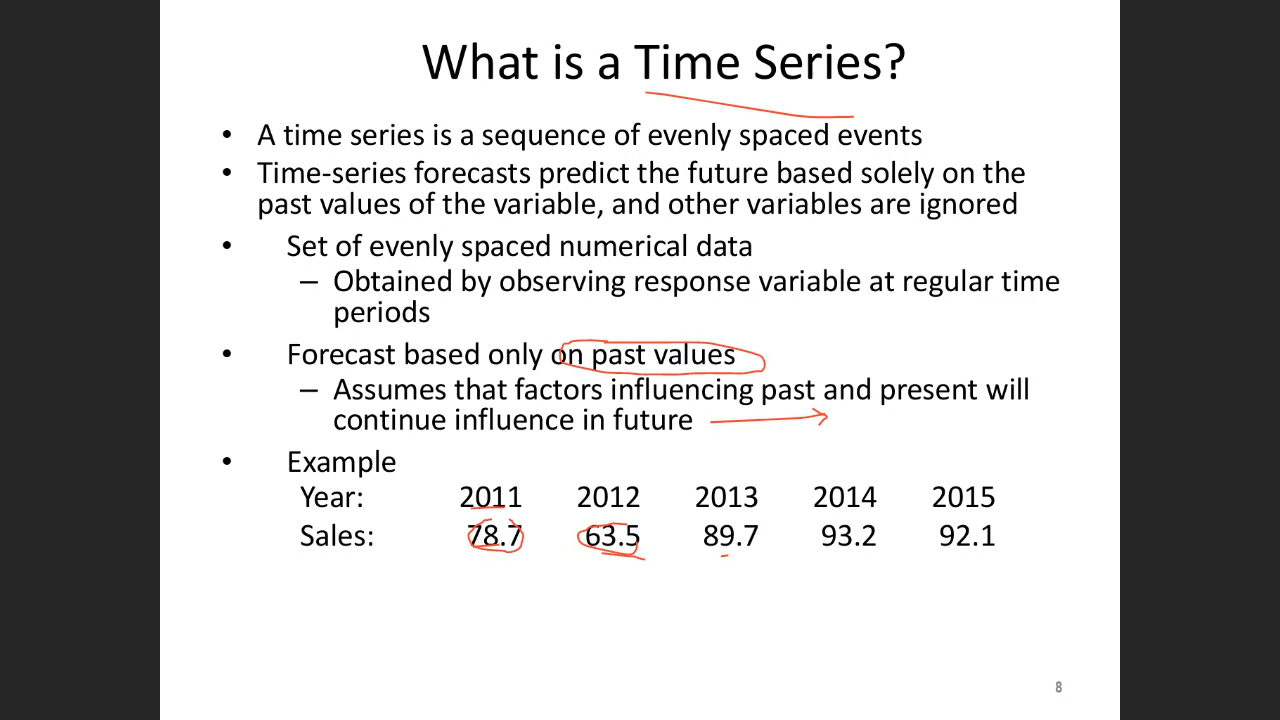 What is a Time Series?
• A time series is a sequence of evenly spaced events
• Time-series forecasts predict the future based solely on the
past values of the variable, and other variables are ignored
• Set of evenly spaced numerical data
– Obtained by observing response variable at regular time
periods
• Forecast based only on past values
– Assumes that factors influencing past and present will
continue influence in future
• Example
Year: 2011 2012 2013 2014 2015
Sales: 78.7 63.5 89.7 93.2 92.1
8